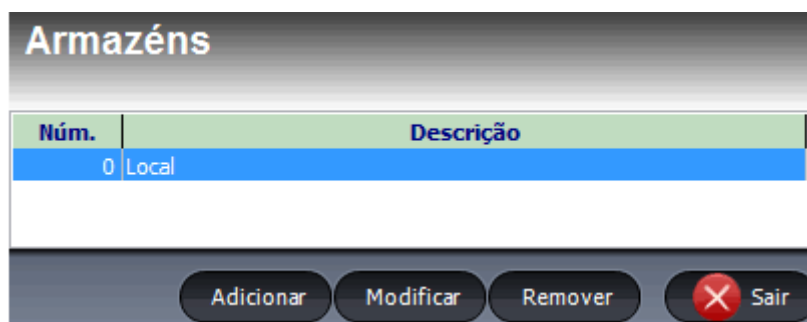 Armazéns
Núm. Descrição
0 Local
Adicionar Modificar Remover Sair